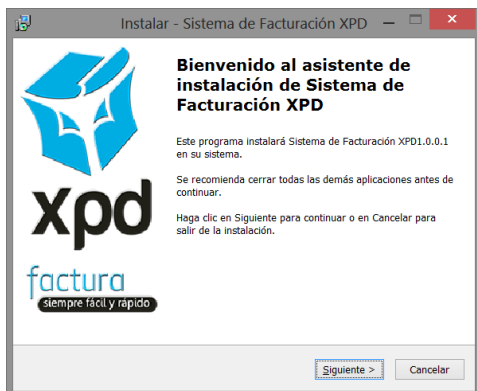 Instalar - Sistema de Facturación XPD
Bienvenido al asistente de
instalación de Sistema de
Facturación XPD
Este programa instalará Sistema de Facturación XPD1.0.0.1
en su sistema.
Se recomienda cerrar todas las demás aplicaciones antes de
continuar.
Haga clic en Siguiente para continuar o en Cancelar para
salir de la instalación.
xpd
factura
siempre fácil y rápido
Siguiente >
Cancelar